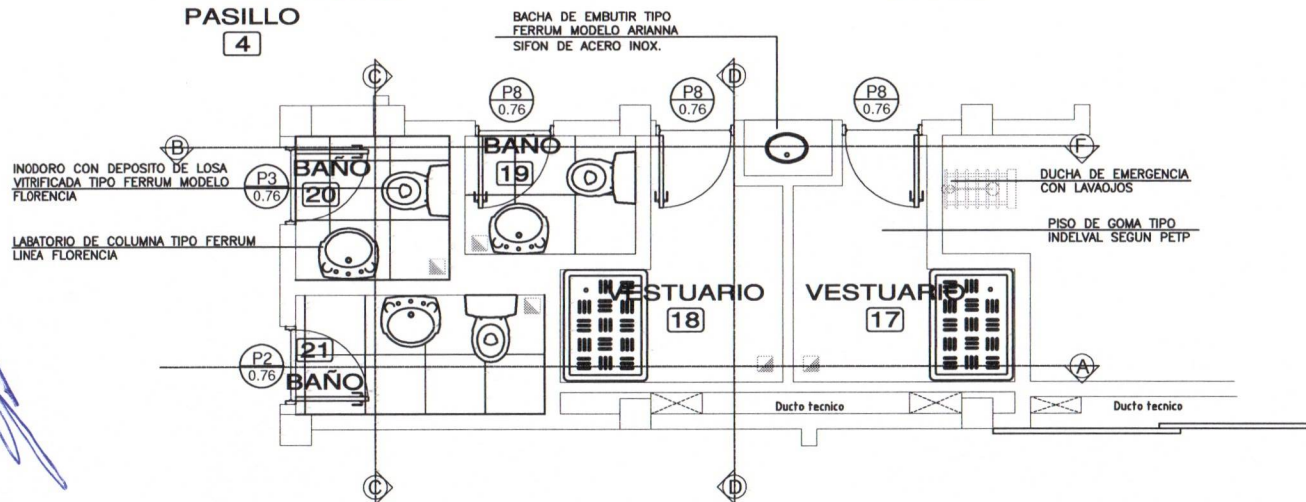 PASILLO
4
BACHA DE EMBUTIR TIPO
FERRUM MODELO ARIANNA
SIFON DE ACERO INOX.
C
D
P8
0.76
P8
0.76
P8
0.76
B
F
INODORO CON DEPOSITO DE LOSA
VITRIFICADA TIPO FERRUM MODELO
FLORENCIA
P3
0.76
BAÑO
20
BAÑO
19
DUCHA DE EMERGENCIA
CON LAVAOJOS
LABATORIO DE COLUMNA TIPO FERRUM
LINEA FLORENCIA
PISO DE GOMA TIPO
INDELVAL SEGUN PETP
VESTUARIO
18
VESTUARIO
17
P2
0.76
21
BAÑO
A
Ducto tecnico
Ducto tecnico
C
D